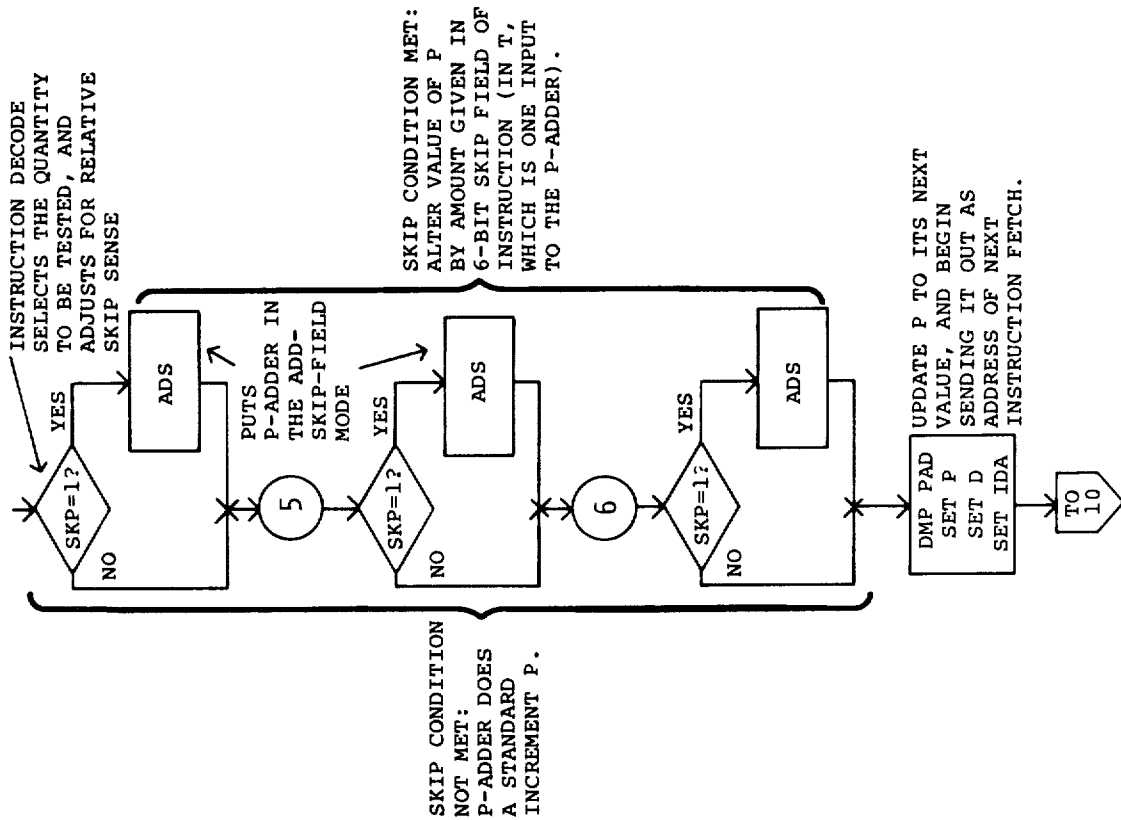 INSTRUCTION DECODE
SELECTS THE QUANTITY
TO BE TESTED, AND
ADJUSTS FOR RELATIVE
SKIP SENSE
SKP=1?
YES
NO
ADS
PUTS
P-ADDER IN
THE ADD-
SKIP-FIELD
MODE
5
SKP=1?
YES
NO
ADS
6
SKP=1?
YES
NO
ADS
SKIP CONDITION MET:
ALTER VALUE OF P
BY AMOUNT GIVEN IN
6-BIT SKIP FIELD OF
INSTRUCTION (IN T,
WHICH IS ONE INPUT
TO THE P-ADDER).
SKIP CONDITION
NOT MET:
P-ADDER DOES
A STANDARD
INCREMENT P.
DMP PAD
SET P
SET D
SET IDA
UPDATE P TO ITS NEXT
VALUE, AND BEGIN
SENDING IT OUT AS
ADDRESS OF NEXT
INSTRUCTION FETCH.
TO
10